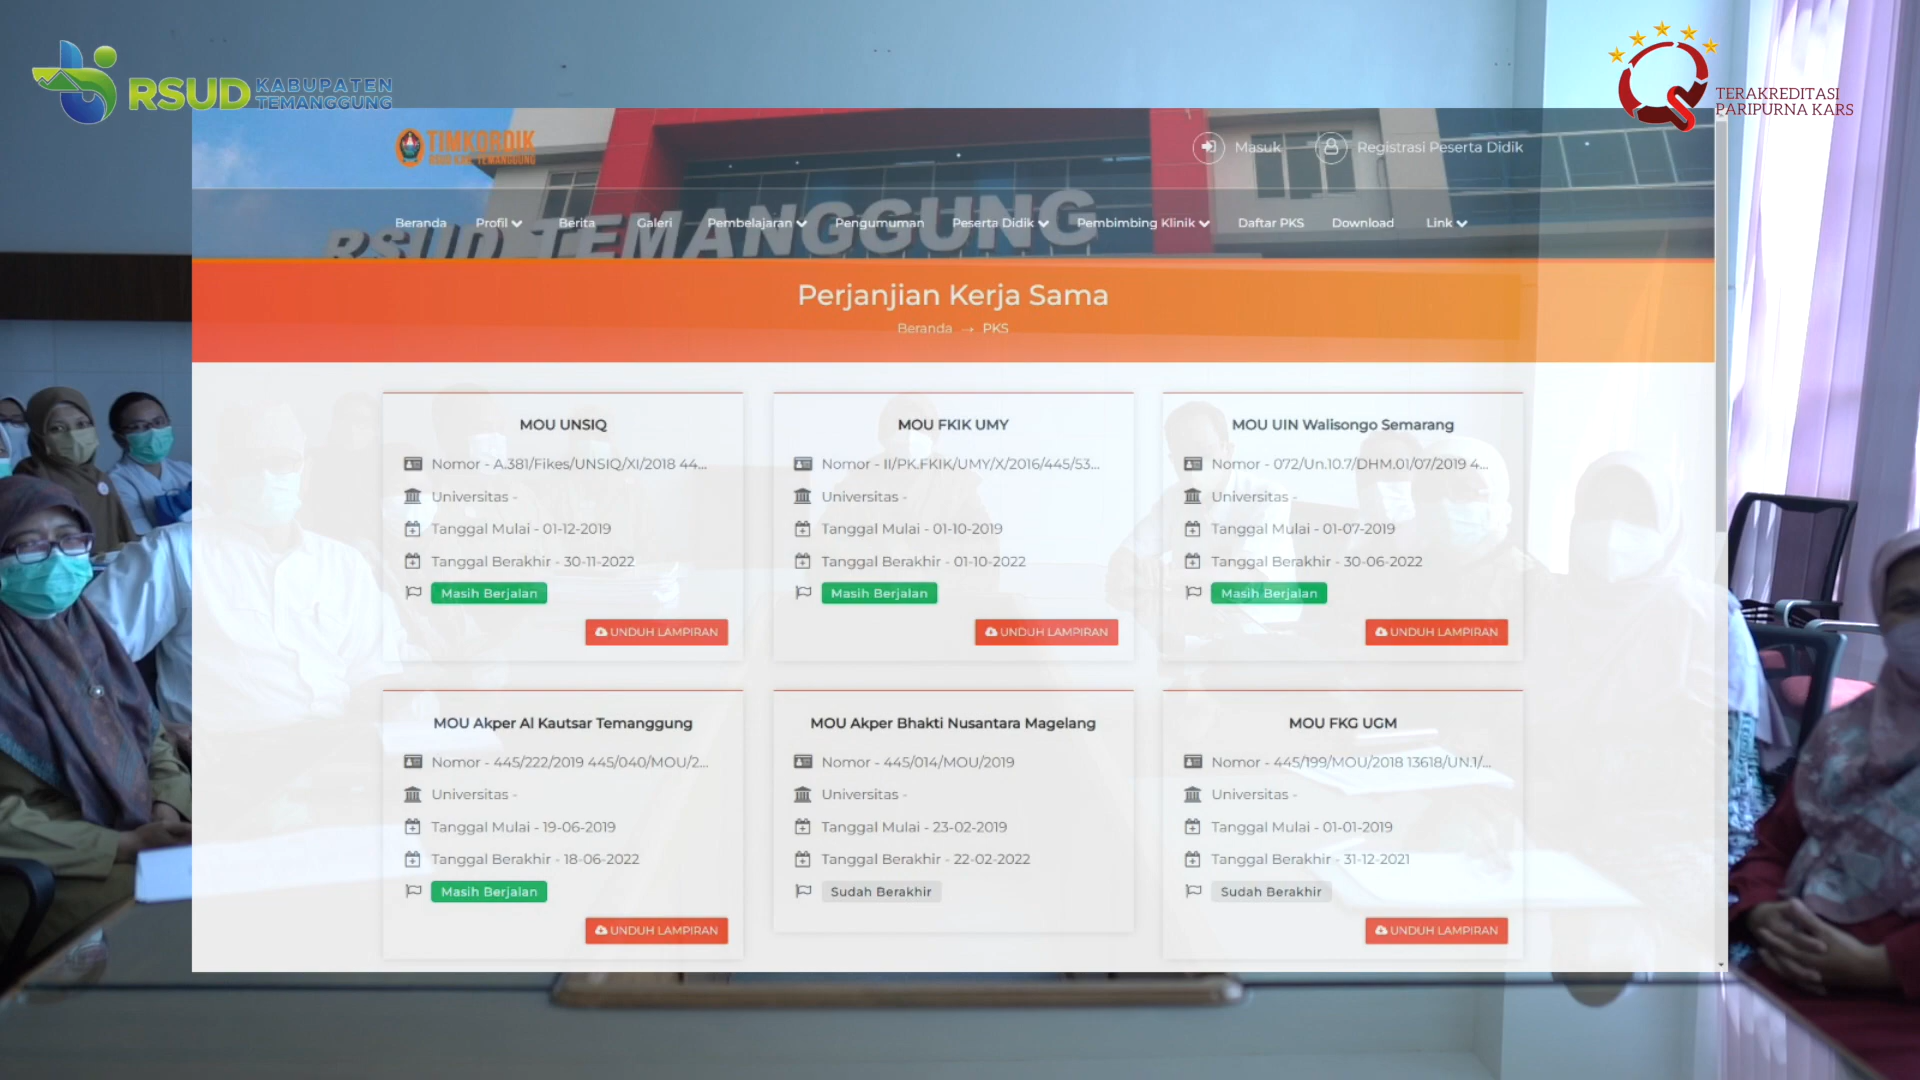 RSUD KABUPATEN TEMANGGUNG
TERAKREDITASI
PARIPURNA KARS
TIMKORDIK
RSUD KAB. TEMANGGUNG
Masuk
Registrasi Peserta Didik
RSUD TEMANGGUNG
Beranda Profil Berita Galeri Pembelajaran Pengumuman Peserta Didik Pembimbing Klinik Daftar PKS Download Link
Perjanjian Kerja Sama
Beranda → PKS
MOU UNSIQ
Nomor - A.381/Fikes/UNSIQ/XI/2018 44...
Universitas -
Tanggal Mulai - 01-12-2019
Tanggal Berakhir - 30-11-2022
Masih Berjalan
UNDUH LAMPIRAN
MOU FKIK UMY
Nomor - II/PK.FKIK/UMY/X/2016/445/53...
Universitas -
Tanggal Mulai - 01-10-2019
Tanggal Berakhir - 01-10-2022
Masih Berjalan
UNDUH LAMPIRAN
MOU UIN Walisongo Semarang
Nomor - 072/Un.10.7/DHM.01/07/2019 4...
Universitas -
Tanggal Mulai - 01-07-2019
Tanggal Berakhir - 30-06-2022
Masih Berjalan
UNDUH LAMPIRAN
MOU Akper Al Kautsar Temanggung
Nomor - 445/222/2019 445/040/MOU/2...
Universitas -
Tanggal Mulai - 19-06-2019
Tanggal Berakhir - 18-06-2022
Masih Berjalan
UNDUH LAMPIRAN
MOU Akper Bhakti Nusantara Magelang
Nomor - 445/014/MOU/2019
Universitas -
Tanggal Mulai - 23-02-2019
Tanggal Berakhir - 22-02-2022
Sudah Berakhir
MOU FKG UGM
Nomor - 445/199/MOU/2018 13618/UN.1/...
Universitas -
Tanggal Mulai - 01-01-2019
Tanggal Berakhir - 31-12-2021
Sudah Berakhir
UNDUH LAMPIRAN